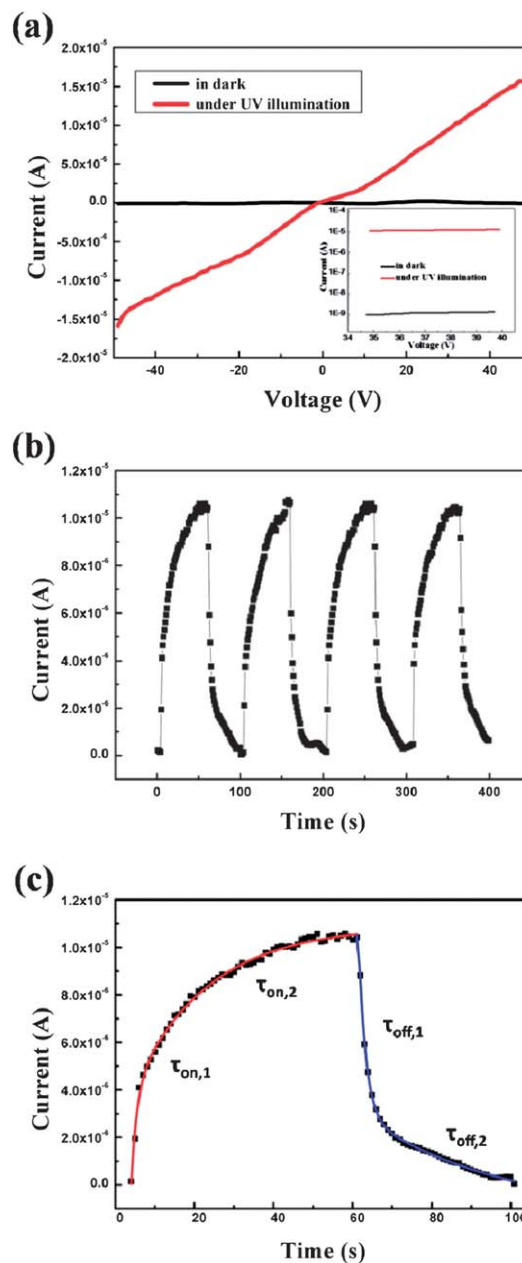 (a)
2.0x10⁻⁵
1.5x10⁻⁵
1.0x10⁻⁵
5.0x10⁻⁶
0.0
-5.0x10⁻⁶
-1.0x10⁻⁵
-1.5x10⁻⁵
-2.0x10⁻⁵
Current (A)
in dark
under UV illumination
-40
-20
0
20
40
Voltage (V)
1E-4
1E-5
1E-6
1E-7
1E-8
1E-9
Current (A)
in dark
under UV illumination
34
35
36
37
38
39
40
Voltage (V)
(b)
1.2x10⁻⁵
1.0x10⁻⁵
8.0x10⁻⁶
6.0x10⁻⁶
4.0x10⁻⁶
2.0x10⁻⁶
0.0
Current (A)
0
100
200
300
400
Time (s)
(c)
1.2x10⁻⁵
1.0x10⁻⁵
8.0x10⁻⁶
6.0x10⁻⁶
4.0x10⁻⁶
2.0x10⁻⁶
0.0
Current (A)
τon,1
τon,2
τoff,1
τoff,2
0
20
40
60
80
100
Time (s)